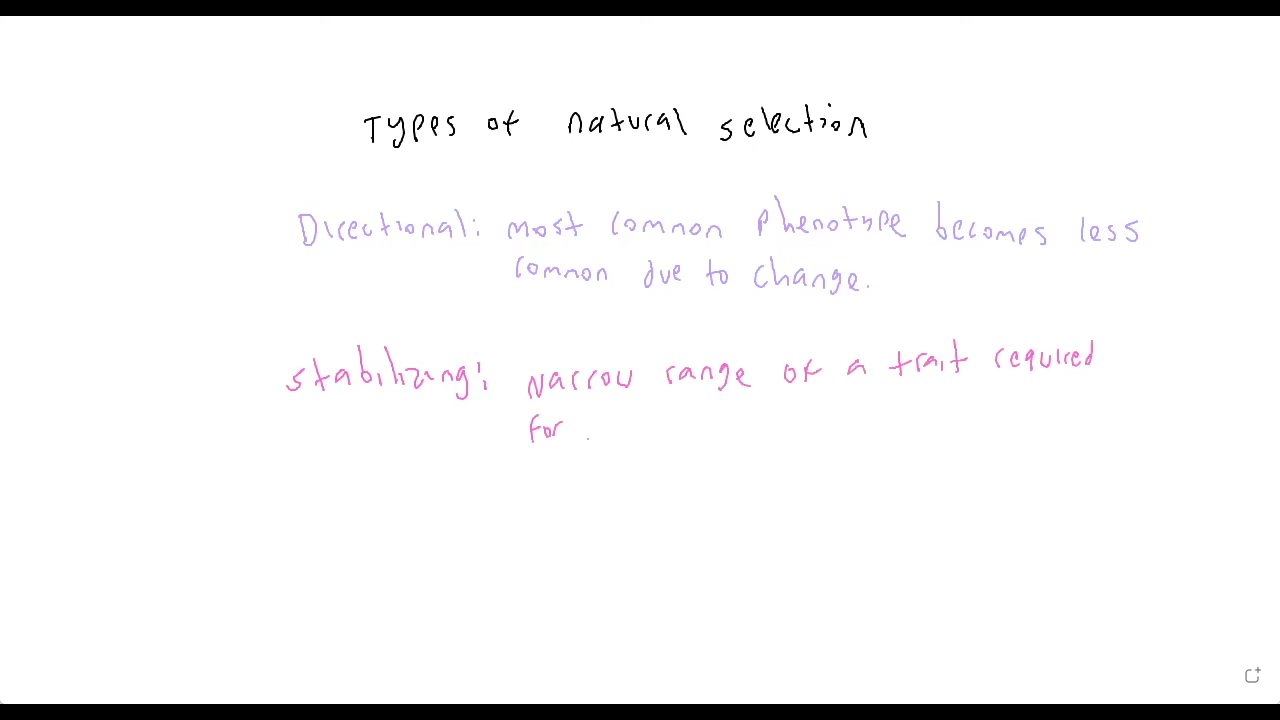 Types of natural selection
Directional: most common phenotype becomes less
common due to change.
stabilizing: Narrow range of a trait required
for